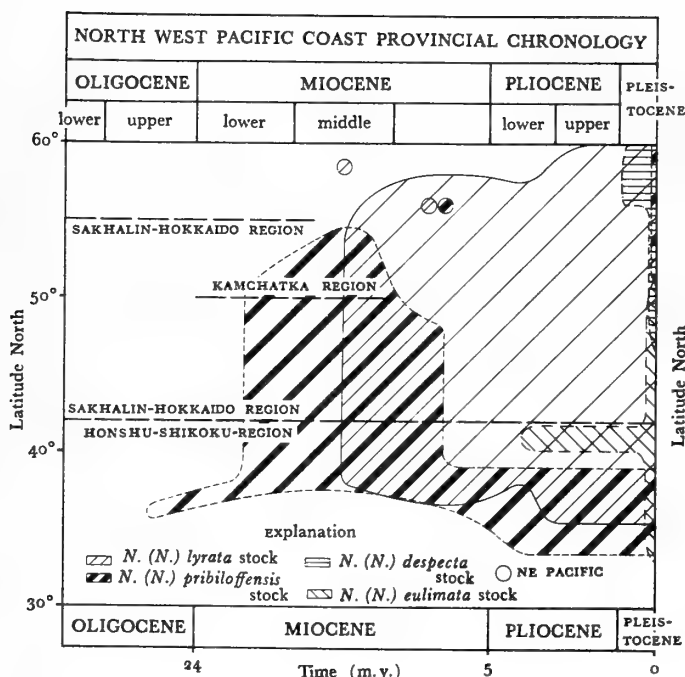 NORTH WEST PACIFIC COAST PROVINCIAL CHRONOLOGY
OLIGOCENE MIOCENE PLIOCENE PLEIS-
TOCENE
lower upper lower middle lower upper
60°
SAKHALIN-HOKKAIDO REGION
KAMCHATKA REGION
50°
Latitude North
Latitude North
SAKHALIN-HOKKAIDO REGION
HONSHU-SHIKOKU-REGION
40°
explanation
N. (N.) lyrata stock
N. (N.) pribiloffensis
stock
N. (N.) despecta
stock
N. (N.) eulimata stock
NE PACIFIC
30°
OLIGOCENE MIOCENE PLIOCENE PLEIS-
TOCENE
24 5 0
Time (m.y.)